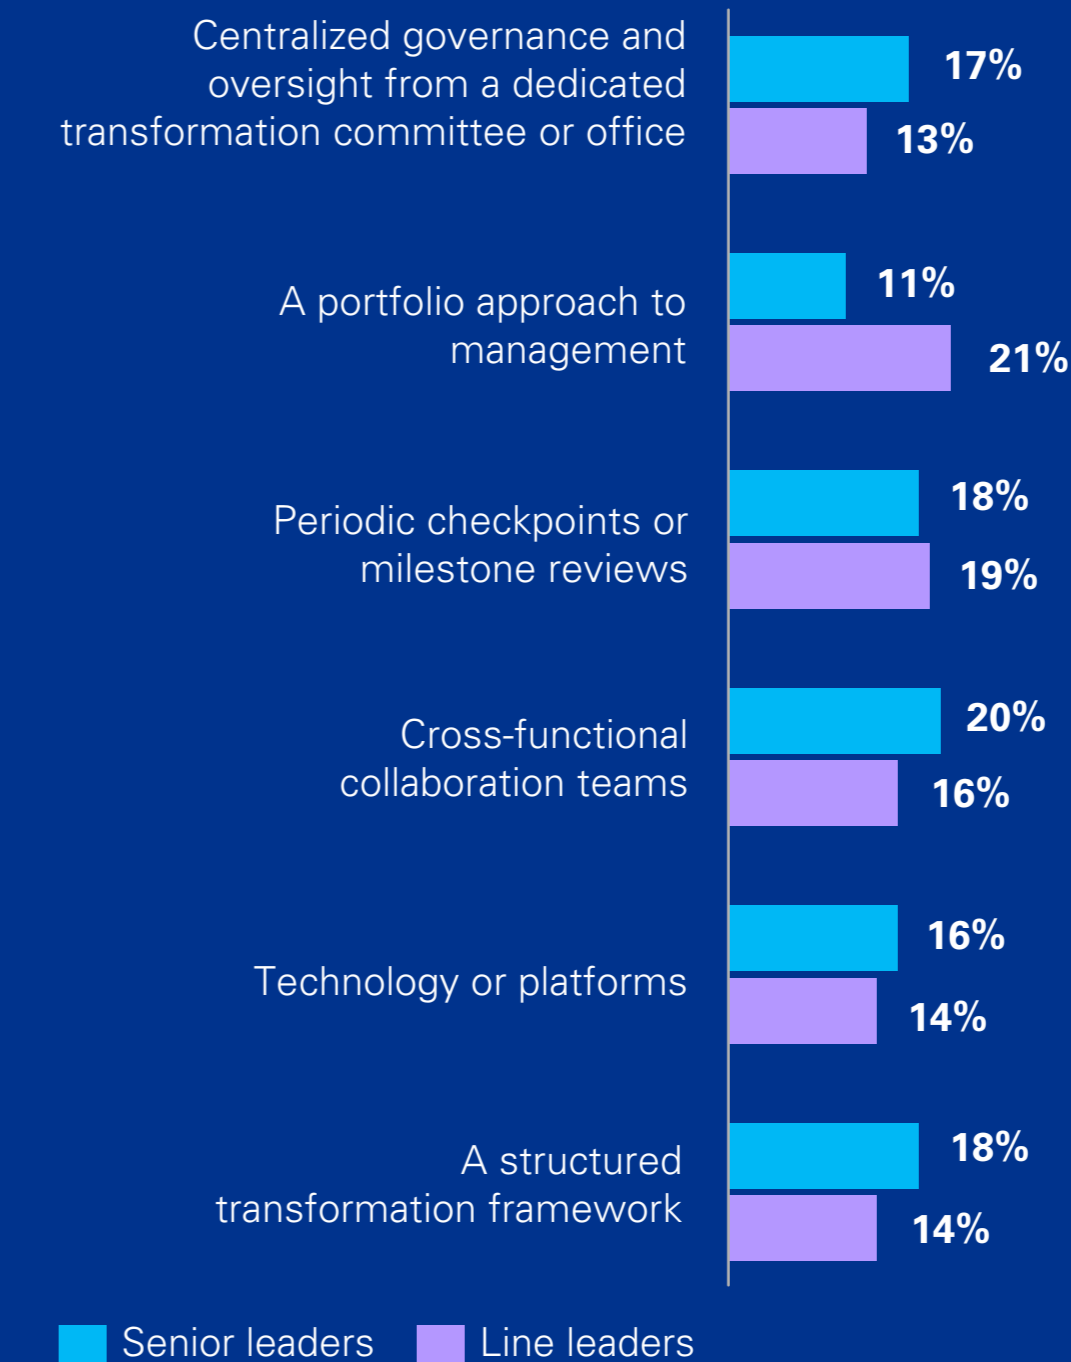 Centralized governance and
oversight from a dedicated
transformation committee or office
17%
13%
A portfolio approach to
management
11%
21%
Periodic checkpoints or
milestone reviews
18%
19%
Cross-functional
collaboration teams
20%
16%
Technology or platforms
16%
14%
A structured
transformation framework
18%
14%
Senior leaders
Line leaders